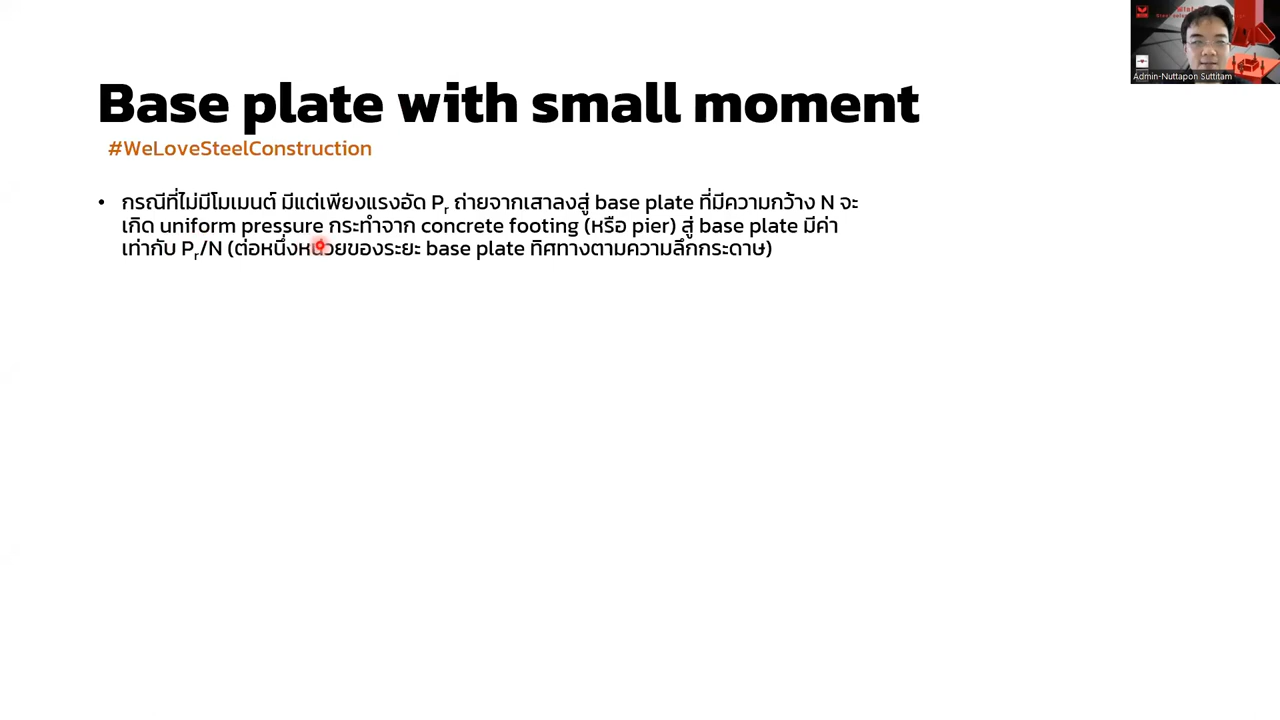 Base plate with small moment
#WeLoveSteelConstruction
• กรณีที่ไม่มีโมเมนต์ มีแต่เพียงแรงอัด Pr ถ่ายจากเสาลงสู่ base plate ที่มีความกว้าง N จะ
เกิด uniform pressure กระทำจาก concrete footing (หรือ pier) สู่ base plate มีค่า
เท่ากับ Pr/N (ต่อหนึ่งหน่วยของระยะ base plate ทิศทางตามความลึกกระดาษ)
Admin-Nuttapon Suttitam